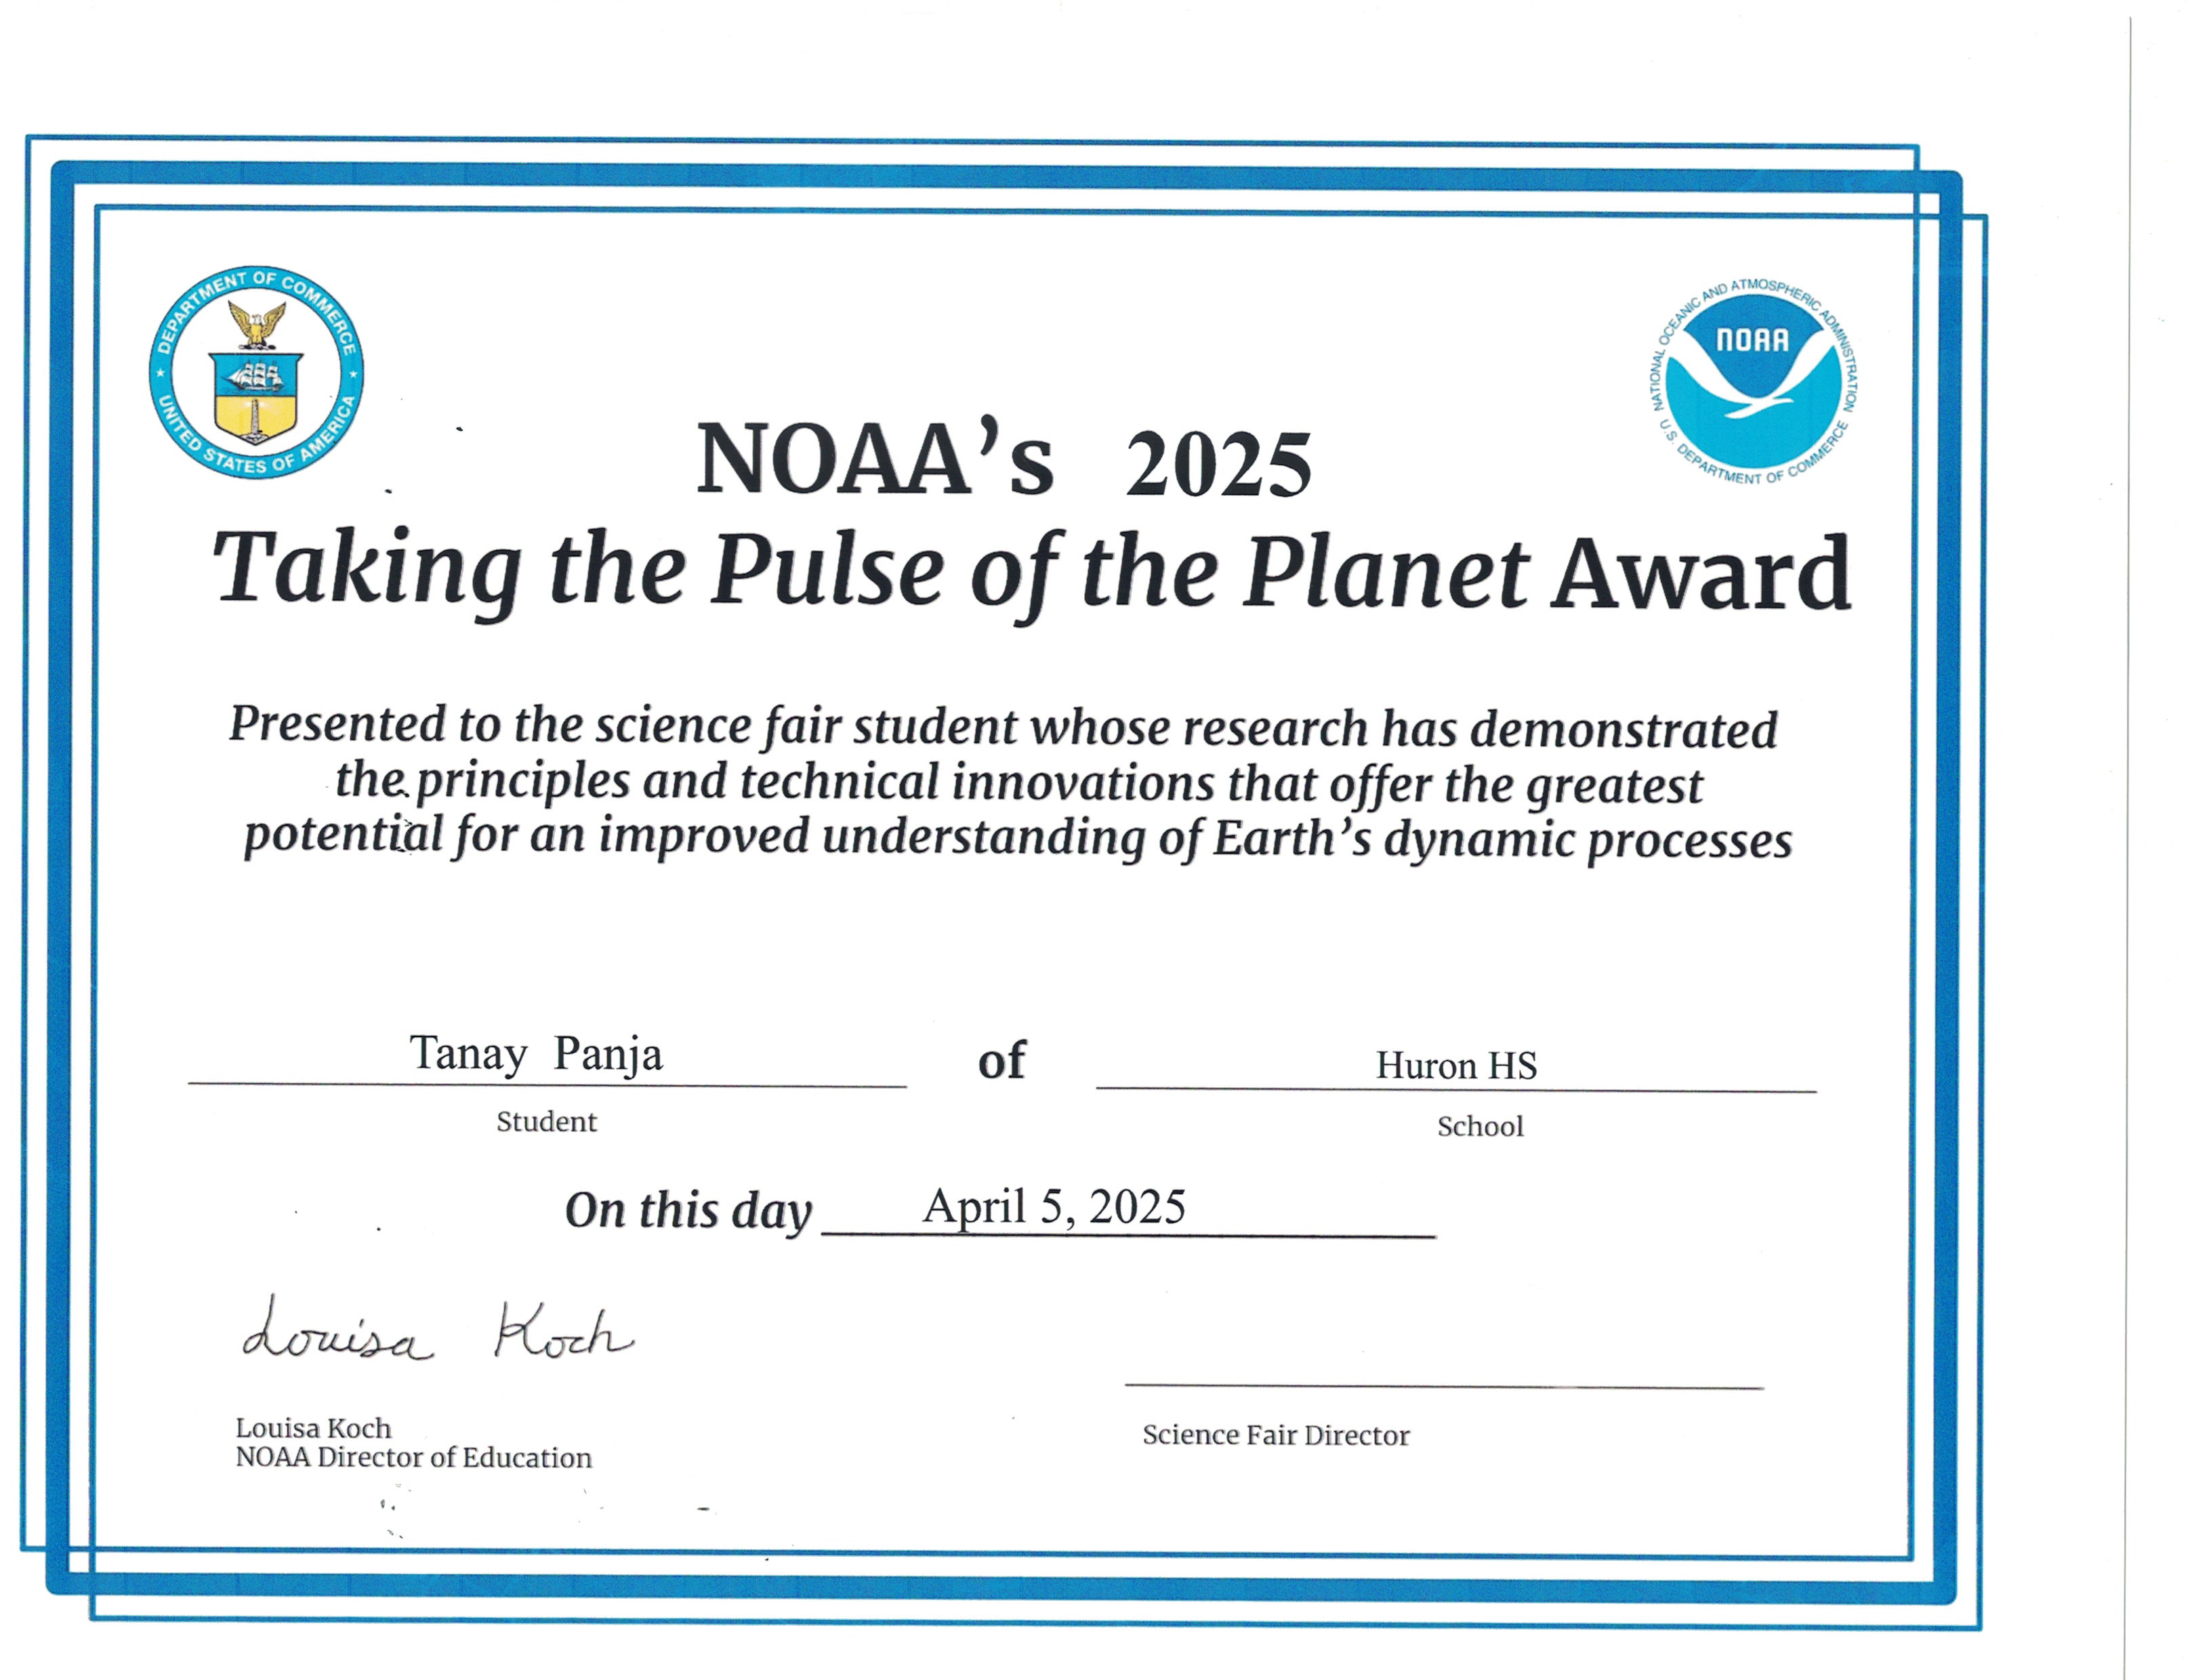 DEPARTMENT OF COMMERCE
UNITED STATES OF AMERICA
NATIONAL OCEANIC AND ATMOSPHERIC ADMINISTRATION
U.S. DEPARTMENT OF COMMERCE
NOAA
NOAA's 2025
Taking the Pulse of the Planet Award
Presented to the science fair student whose research has demonstrated
the principles and technical innovations that offer the greatest
potential for an improved understanding of Earth's dynamic processes
Tanay Panja of Huron HS
Student School
On this day April 5, 2025
Louisa Koch
Louisa Koch
NOAA Director of Education
Science Fair Director